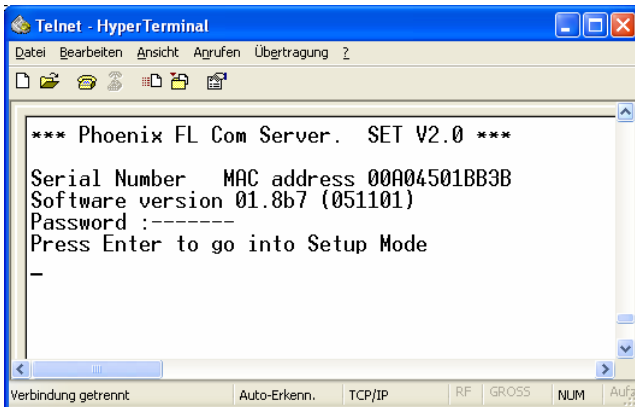 Telnet - HyperTerminal
Datei Bearbeiten Ansicht Anrufen Übertragung ?
*** Phoenix FL Com Server. SET V2.0 ***
Serial Number MAC address 00A04501BB3B
Software version 01.8b7 (051101)
Password :-------
Press Enter to go into Setup Mode
Verbindung getrennt Auto-Erkenn. TCP/IP RF GROSS NUM Aufz